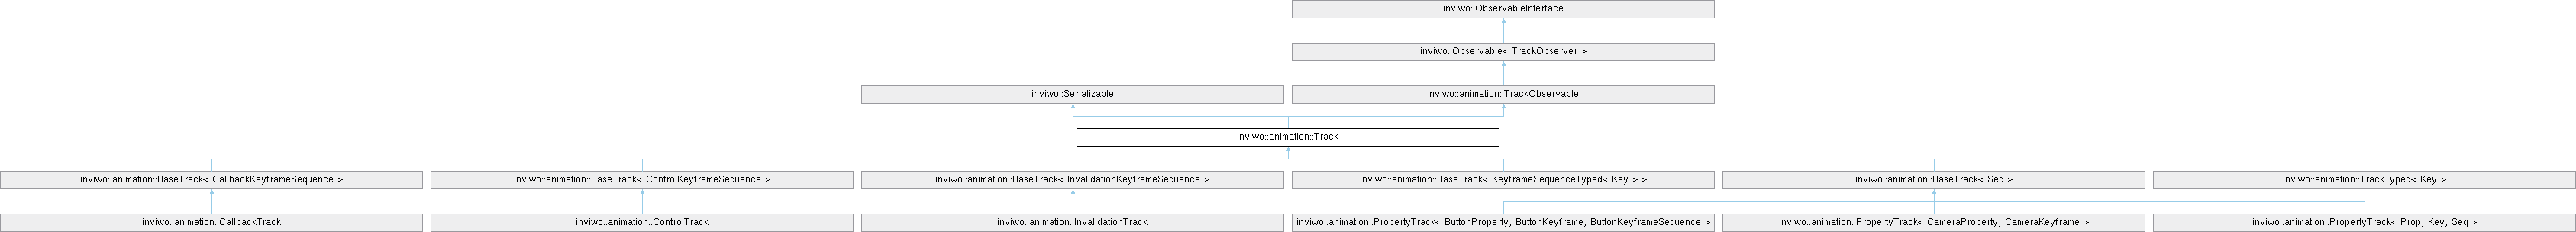 inviwo::ObservableInterface
inviwo::Observable< TrackObserver >
inviwo::Serializable
inviwo::animation::TrackObservable
inviwo::animation::Track
inviwo::animation::BaseTrack< CallbackKeyframeSequence >
inviwo::animation::BaseTrack< ControlKeyframeSequence >
inviwo::animation::BaseTrack< InvalidationKeyframeSequence >
inviwo::animation::BaseTrack< KeyframeSequenceTyped< Key > >
inviwo::animation::BaseTrack< Seq >
inviwo::animation::TrackTyped< Key >
inviwo::animation::CallbackTrack
inviwo::animation::ControlTrack
inviwo::animation::InvalidationTrack
inviwo::animation::PropertyTrack< ButtonProperty, ButtonKeyframe, ButtonKeyframeSequence >
inviwo::animation::PropertyTrack< CameraProperty, CameraKeyframe >
inviwo::animation::PropertyTrack< Prop, Key, Seq >